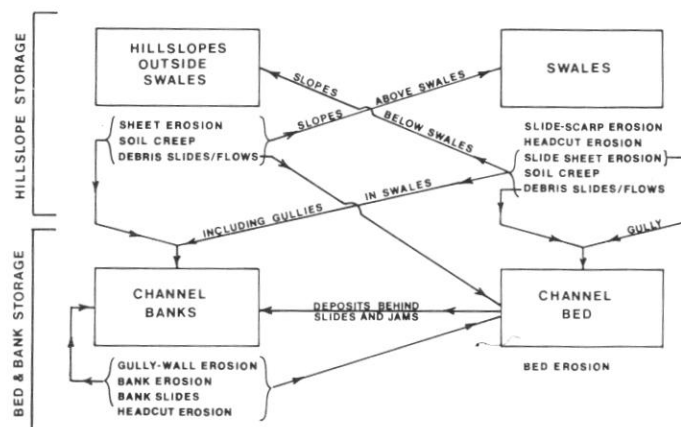 HILLSLOPE STORAGE
HILLSLOPES
OUTSIDE
SWALES
SWALES
SLOPES
ABOVE SWALES
SLOPES
BELOW SWALES
SHEET EROSION
SOIL CREEP
DEBRIS SLIDES/FLOWS
SLIDE-SCARP EROSION
HEADCUT EROSION
SLIDE SHEET EROSION
SOIL CREEP
DEBRIS SLIDES/FLOWS
IN SWALES
INCLUDING GULLIES
GULLY
BED & BANK STORAGE
CHANNEL
BANKS
DEPOSITS BEHIND
SLIDES AND JAMS
CHANNEL
BED
GULLY-WALL EROSION
BANK EROSION
BANK SLIDES
HEADCUT EROSION
BED EROSION